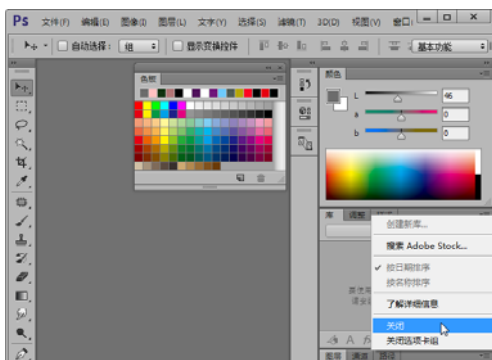 Ps 文件(F) 编辑(E) 图像(I) 图层(L) 文字(Y) 选择(S) 滤镜(T) 3D(D) 视图(V) 窗口
自动选择: 组 显示变换控件 基本功能
色板
颜色
L 46
a 0
b 0
库 调整
创建新库...
搜索 Adobe Stock...
按日期排序
按名称排序
了解详细信息
关闭
关闭选项卡组
图层 通道 路径